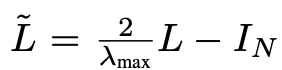 L̃ = 2/λ_max L − I_N